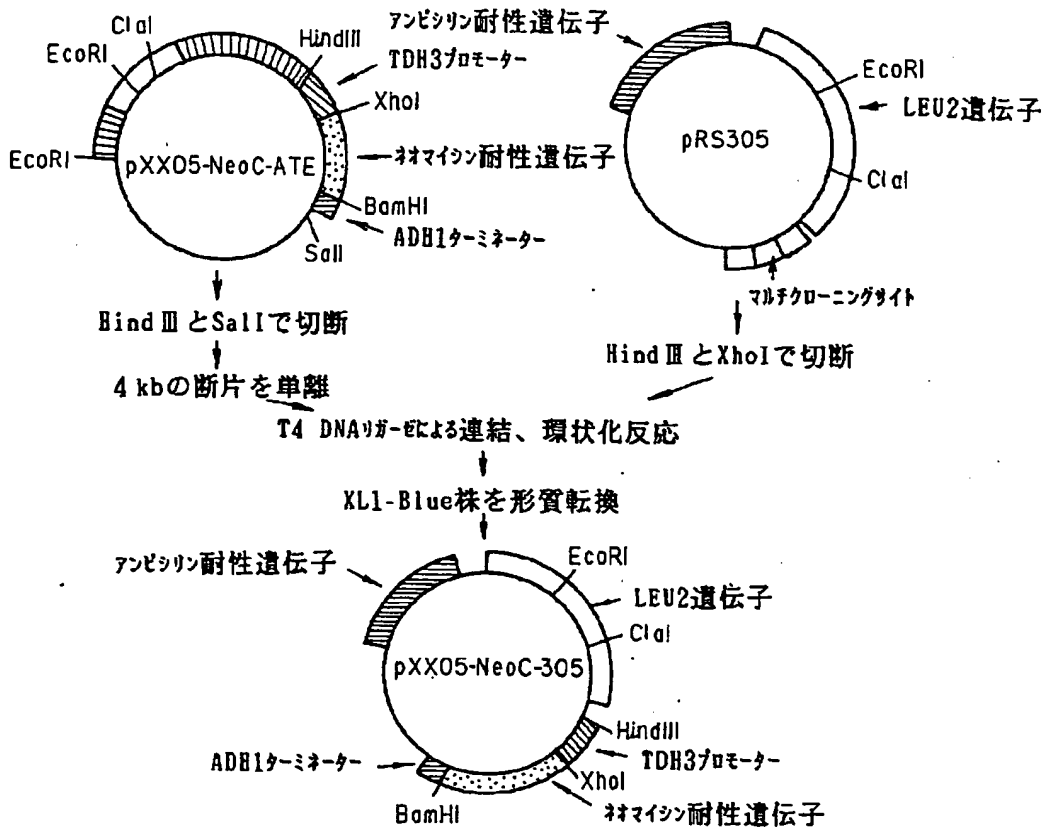 アンピシリン耐性遺伝子
ClaI
HindIII
EcoRI
TDH3プロモーター
XhoI
EcoRI
pXX05-NeoC-ATE
ネオマイシン耐性遺伝子
BamHI
ADH1ターミネーター
SalI
EcoRI
LEU2遺伝子
pRS305
ClaI
マルチクローニングサイト
HindⅢとSalIで切断
HindⅢとXhoIで切断
4kbの断片を単離
T4 DNAリガーゼによる連結、環状化反応
XL1-Blue株を形質転換
アンピシリン耐性遺伝子
EcoRI
LEU2遺伝子
ClaI
pXX05-NeoC-305
HindIII
TDH3プロモーター
ADH1ターミネーター
XhoI
BamHI
ネオマイシン耐性遺伝子